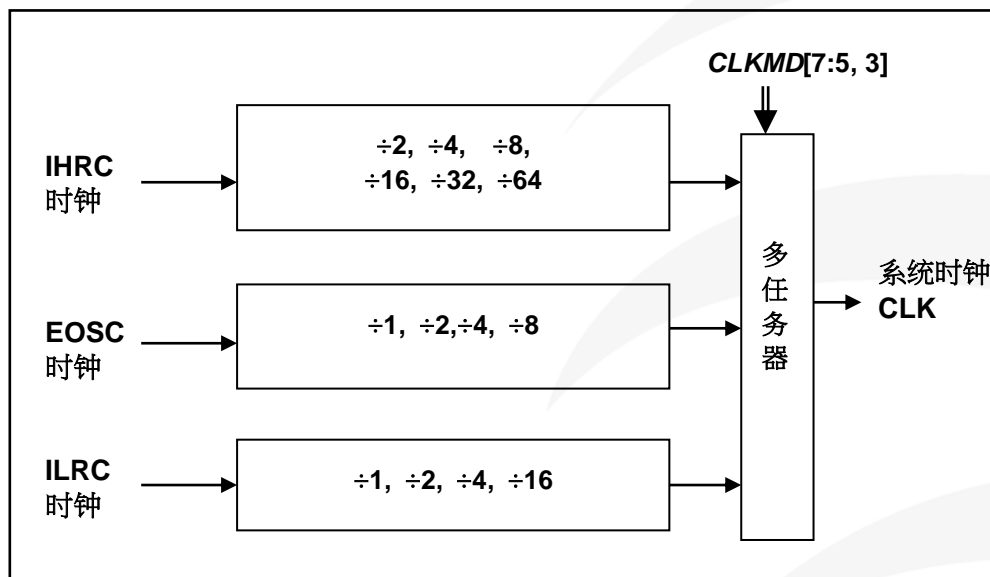 CLKMD[7:5, 3]
IHRC
时钟
÷2, ÷4, ÷8,
÷16, ÷32, ÷64
EOSC
时钟
÷1, ÷2,÷4, ÷8
ILRC
时钟
÷1, ÷2, ÷4, ÷16
多
任
务
器
系统时钟
CLK